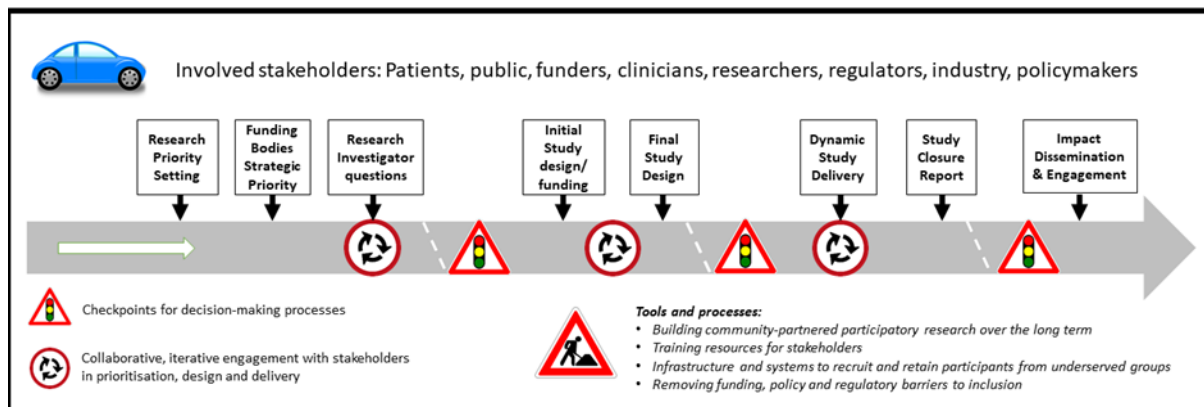 Involved stakeholders: Patients, public, funders, clinicians, researchers, regulators, industry, policymakers
Research
Priority
Setting
Funding
Bodies
Strategic
Priority
Research
Investigator
questions
Initial
Study
design/
funding
Final
Study
Design
Dynamic
Study
Delivery
Study
Closure
Report
Impact
Dissemination
& Engagement
Checkpoints for decision-making processes
Collaborative, iterative engagement with stakeholders
in prioritisation, design and delivery
Tools and processes:
• Building community-partnered participatory research over the long term
• Training resources for stakeholders
• Infrastructure and systems to recruit and retain participants from underserved groups
• Removing funding, policy and regulatory barriers to inclusion